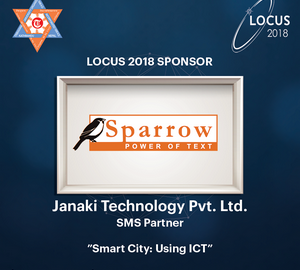 LOCUS
2018
LOCUS 2018 SPONSOR
Sparrow
POWER OF TEXT
Janaki Technology Pvt. Ltd.
SMS Partner
”Smart City: Using ICT”